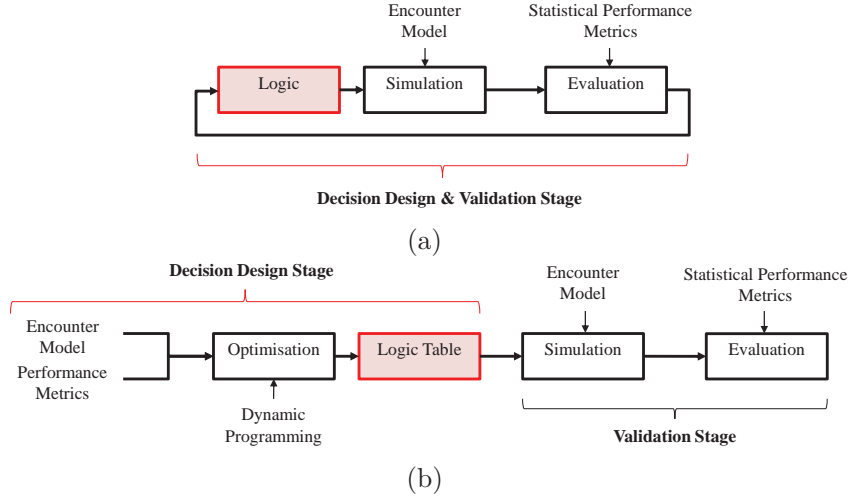 Encounter
Model
Statistical Performance
Metrics
Logic
Simulation
Evaluation
Decision Design & Validation Stage
(a)
Decision Design Stage
Encounter
Model
Statistical Performance
Metrics
Encounter
Model
Performance
Metrics
Optimisation
Logic Table
Simulation
Evaluation
Dynamic
Programming
Validation Stage
(b)